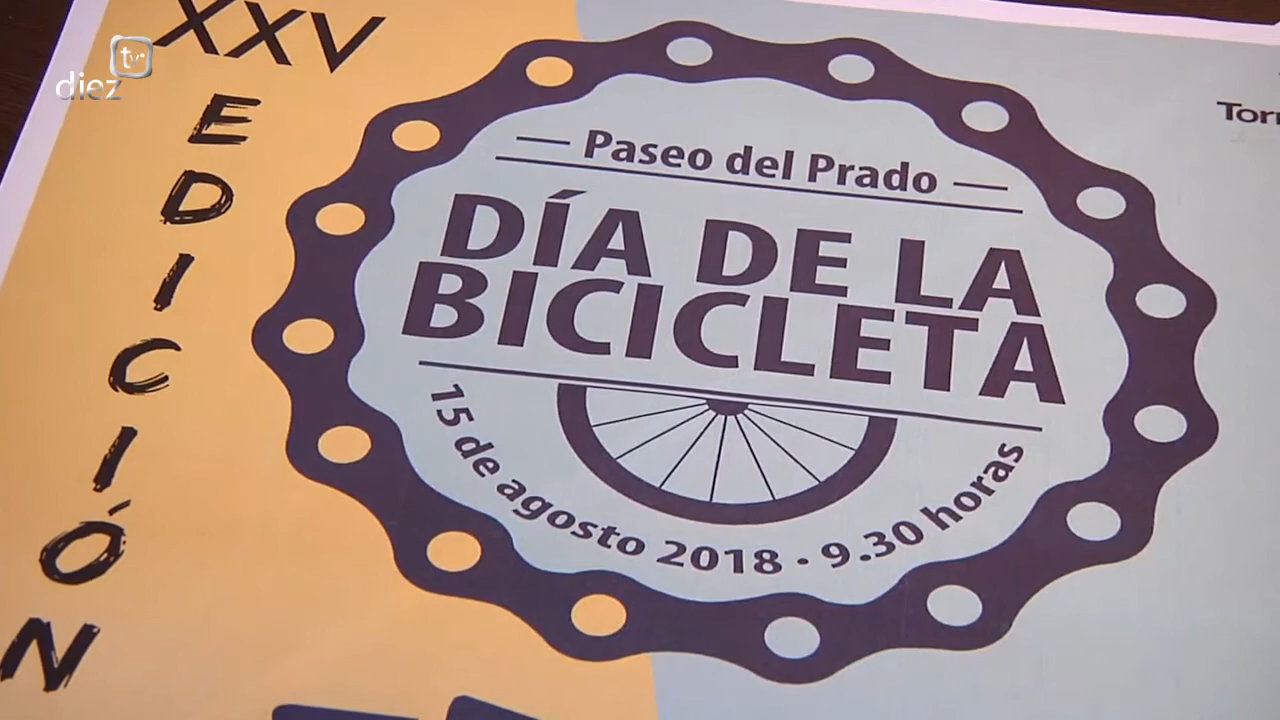 XXV
EDICIÓN
tv
diez
Paseo del Prado
DÍA DE LA
BICICLETA
15 de agosto 2018 · 9.30 horas